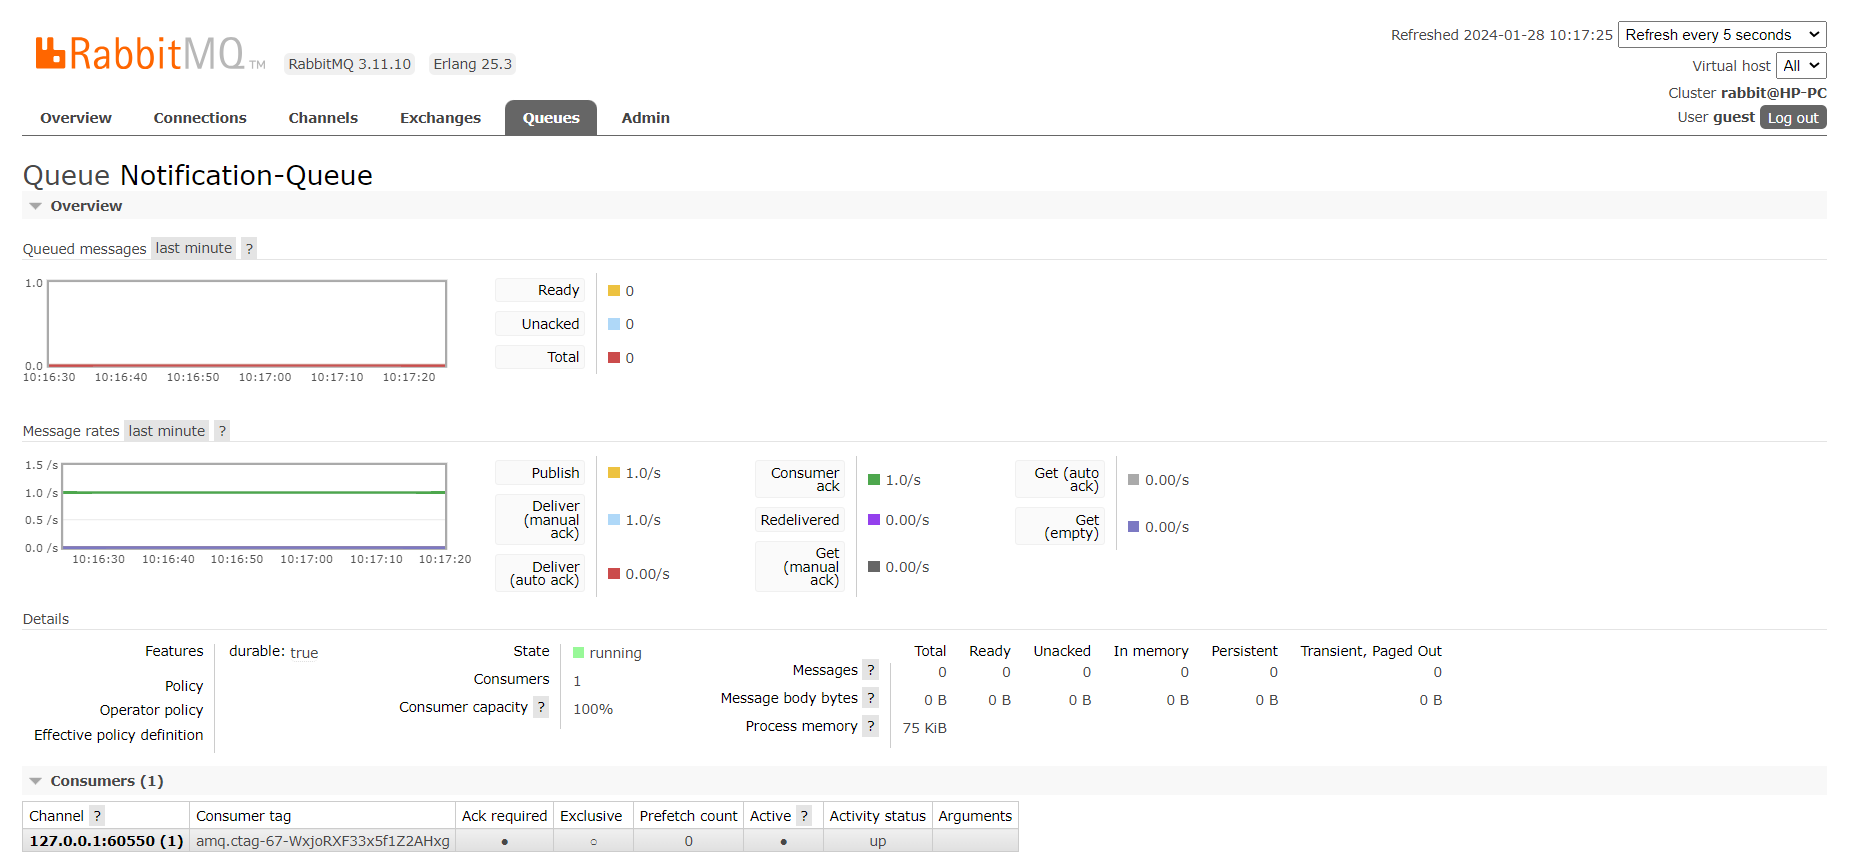 RabbitMQ TM RabbitMQ 3.11.10 Erlang 25.3
Refreshed 2024-01-28 10:17:25 Refresh every 5 seconds
Virtual host All
Cluster rabbit@HP-PC
User guest Log out
Overview Connections Channels Exchanges Queues Admin
Queue Notification-Queue
Overview
Queued messages last minute ?
1.0
0.0
10:16:30 10:16:40 10:16:50 10:17:00 10:17:10 10:17:20
Ready 0
Unacked 0
Total 0
Message rates last minute ?
1.5 /s
1.0 /s
0.5 /s
0.0 /s
10:16:30 10:16:40 10:16:50 10:17:00 10:17:10 10:17:20
Publish 1.0/s
Deliver
(manual 1.0/s
ack)
Deliver
(auto ack) 0.00/s
Consumer
ack 1.0/s
Redelivered 0.00/s
Get
(manual 0.00/s
ack)
Get (auto
ack) 0.00/s
Get
(empty) 0.00/s
Details
Features durable: true
Policy
Operator policy
Effective policy definition
State running
Consumers 1
Consumer capacity ? 100%
Total Ready Unacked In memory Persistent Transient, Paged Out
Messages ? 0 0 0 0 0 0
Message body bytes ? 0 B 0 B 0 B 0 B 0 B 0 B
Process memory ? 75 KiB
Consumers (1)
Channel ? Consumer tag Ack required Exclusive Prefetch count Active ? Activity status Arguments
127.0.0.1:60550 (1) amq.ctag-67-WxjoRXF33x5f1Z2AHxg ● ○ 0 ● up